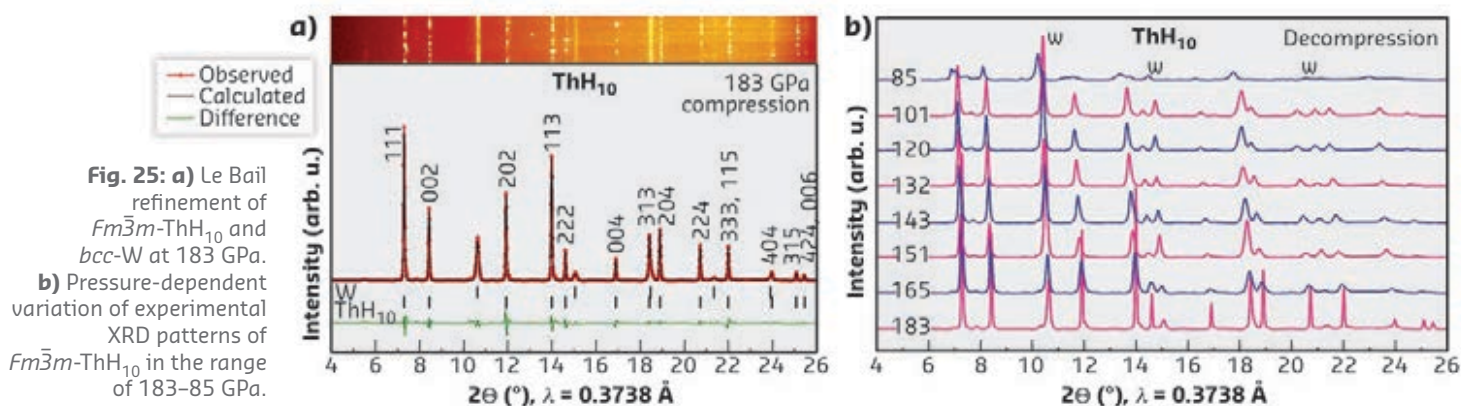 Observed
Calculated
Difference
Fig. 25: a) Le Bail
refinement of
Fm3̅m-ThH₁₀ and
bcc-W at 183 GPa.
b) Pressure-dependent
variation of experimental
XRD patterns of
Fm3̅m-ThH₁₀ in the range
of 183–85 GPa.
a)
ThH₁₀
183 GPa
compression
111
002
202
113
222
004
313
204
224
333, 115
404
315
424, 006
W
ThH₁₀
Intensity (arb. u.)
4 6 8 10 12 14 16 18 20 22 24 26
2Θ (°), λ = 0.3738 Å
b)
W
ThH₁₀
Decompression
W
W
85
101
120
132
143
151
165
183
Intensity (arb. u.)
4 6 8 10 12 14 16 18 20 22 24 26
2Θ (°), λ = 0.3738 Å